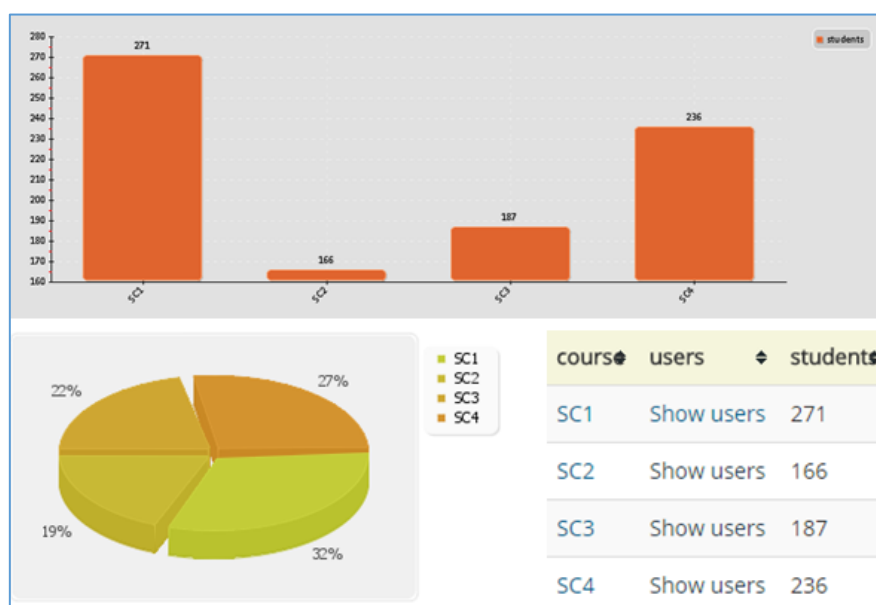 280
270
260
250
240
230
220
210
200
190
180
170
160
271
166
187
236
students
SC1
SC2
SC3
SC4
22%
27%
19%
32%
SC1
SC2
SC3
SC4
course users students
SC1 Show users 271
SC2 Show users 166
SC3 Show users 187
SC4 Show users 236